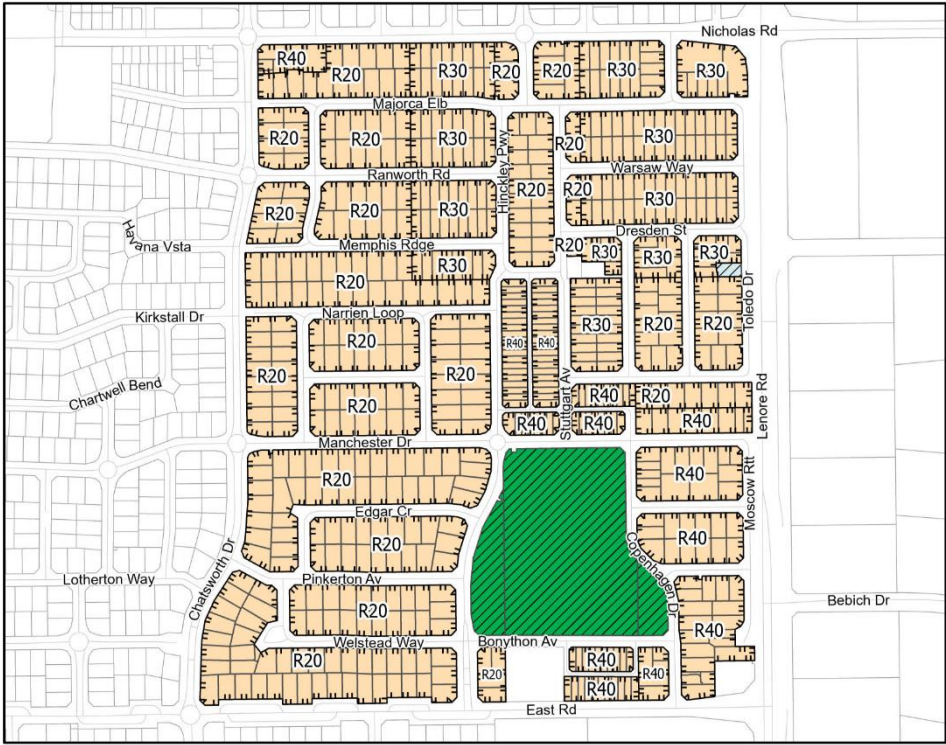 Nicholas Rd
R40
R20
R30
R20
R20
R30
R30
Majorca Elb
R20
R20
R30
R20
R30
Hinckley Pwy
R20
Ranworth Rd
Warsaw Way
R20
R20
R30
R20
R30
Havana Vsta
Memphis Rdge
Dresden St
R20
R30
R30
R30
R20
R30
Toledo Dr
Kirkstall Dr
Narrien Loop
R20
R20
R20
R40
R40
R30
R20
R20
Chartwell Bend
R20
Stuttgart Av
R40
R20
Lenore Rd
R40
R40
R40
Manchester Dr
R20
R40
Moscow Rtt
Edgar Cr
R20
R40
Copenhagen Dr
Lotherton Way
Chatsworth Dr
Pinkerton Av
R20
Bebich Dr
Welstead Way
Bonython Av
R40
R20
R20
R40
R40
R40
East Rd